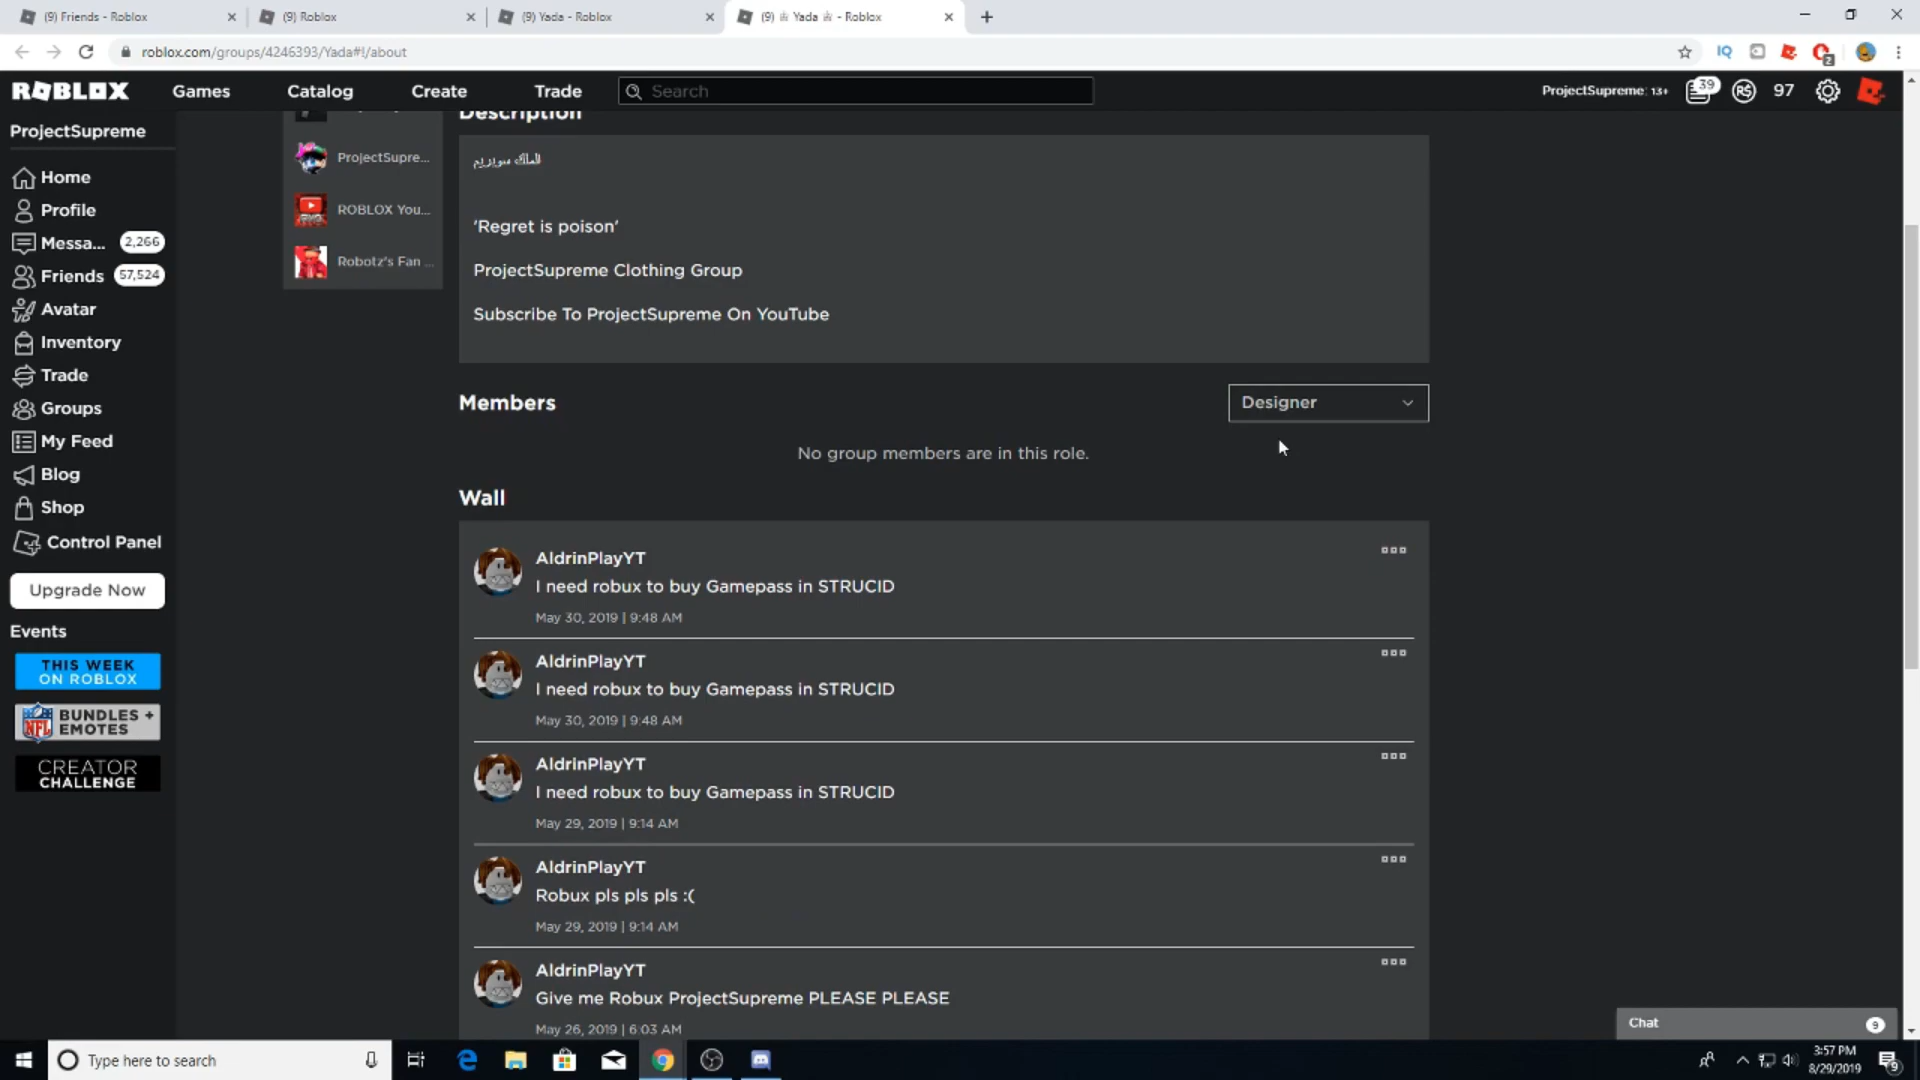 (9) Friends - Roblox
(9) Roblox
(9) Yada - Roblox
(9) 🕋 Yada 🕋 - Roblox
roblox.com/groups/4246393/Yada#!/about
IQ
2
ROBLOX
Games
Catalog
Create
Trade
Search
ProjectSupreme: 13+
39
R$
97
ProjectSupreme
Home
Profile
Messa... 2,266
Friends 57,524
Avatar
Inventory
Trade
Groups
My Feed
Blog
Shop
Control Panel
Upgrade Now
Events
THIS WEEK
ON ROBLOX
NFL
BUNDLES +
EMOTES
CREATOR
CHALLENGE
ProjectSupre...
ROBLOX You...
Robotz's Fan ...
Description
الملك سوبريم
'Regret is poison'
ProjectSupreme Clothing Group
Subscribe To ProjectSupreme On YouTube
Members
Designer
No group members are in this role.
Wall
AldrinPlayYT
I need robux to buy Gamepass in STRUCID
May 30, 2019 | 9:48 AM
AldrinPlayYT
I need robux to buy Gamepass in STRUCID
May 30, 2019 | 9:48 AM
AldrinPlayYT
I need robux to buy Gamepass in STRUCID
May 29, 2019 | 9:14 AM
AldrinPlayYT
Robux pls pls pls :(
May 29, 2019 | 9:14 AM
AldrinPlayYT
Give me Robux ProjectSupreme PLEASE PLEASE
May 26, 2019 | 6:03 AM
Chat
9
Type here to search
3:57 PM
8/29/2019
9